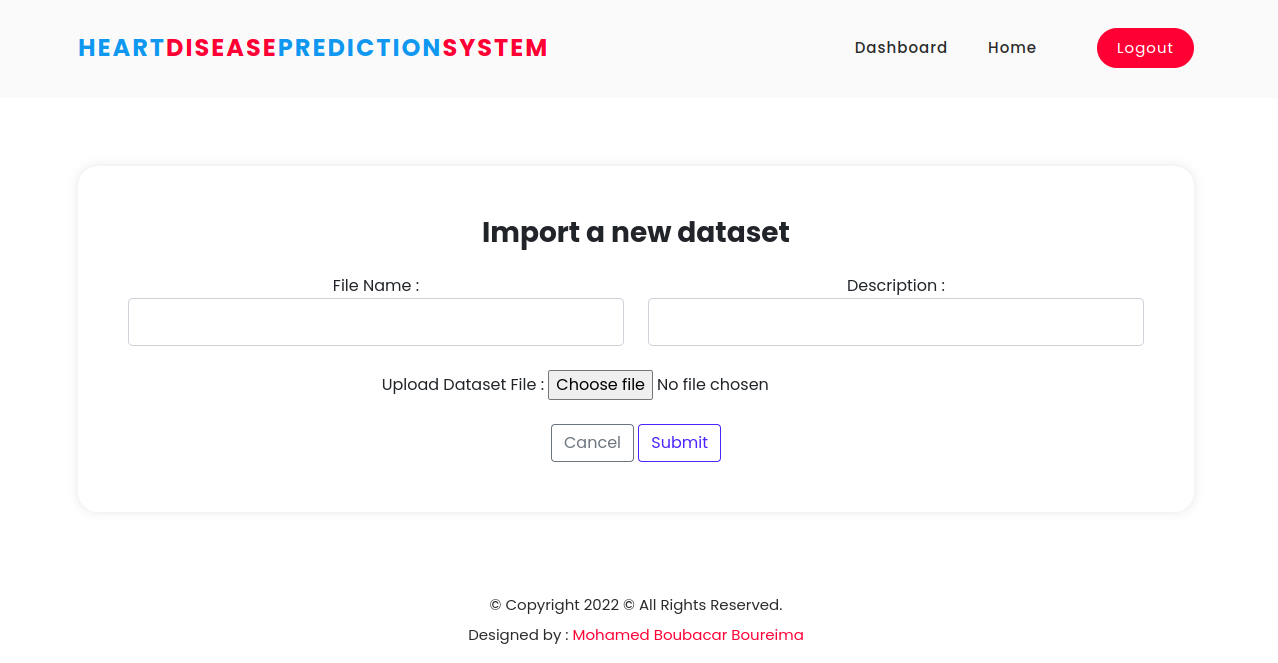 HEARTDISEASEPREDICTIONSYSTEM
Dashboard Home Logout
Import a new dataset
File Name : Description :
Upload Dataset File : Choose file No file chosen
Cancel Submit
© Copyright 2022 © All Rights Reserved.
Designed by : Mohamed Boubacar Boureima